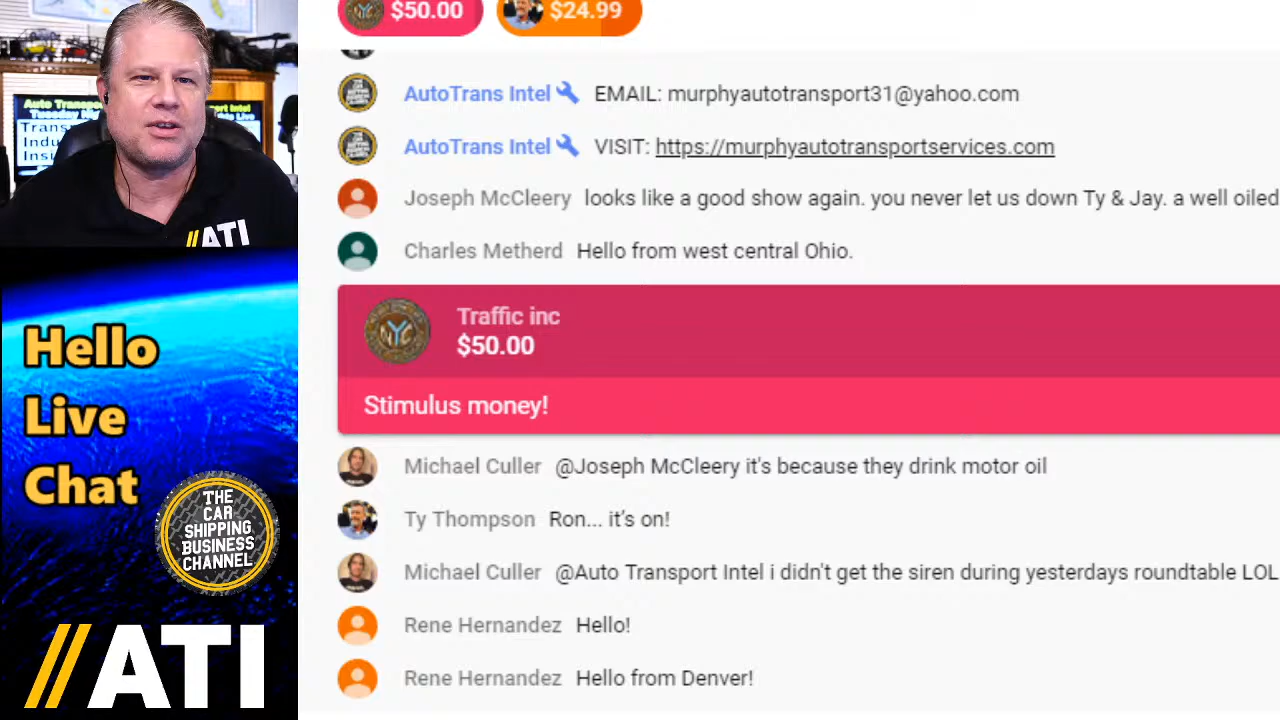 $50.00
$24.99
AutoTrans Intel EMAIL: murphyautotransport31@yahoo.com
AutoTrans Intel VISIT: https://murphyautotransportservices.com
Joseph McCleery looks like a good show again. you never let us down Ty & Jay. a well oiled
Charles Metherd Hello from west central Ohio.
Traffic inc
$50.00
Stimulus money!
Michael Culler @Joseph McCleery it's because they drink motor oil
Ty Thompson Ron... it's on!
Michael Culler @Auto Transport Intel i didn't get the siren during yesterdays roundtable LOL
Rene Hernandez Hello!
Rene Hernandez Hello from Denver!
Auto
Tuesday
//ATI
Hello
Live
Chat
THE
CAR
SHIPPING
BUSINESS
CHANNEL
//ATI